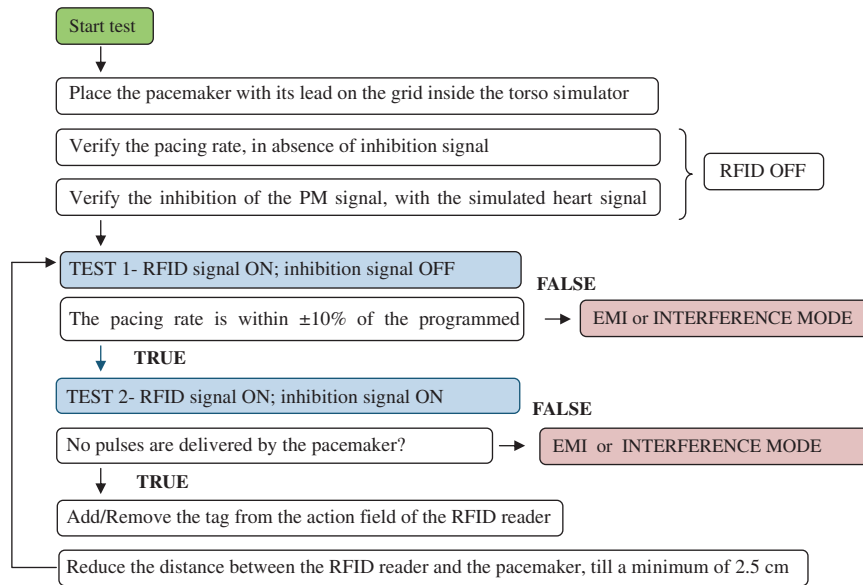 Start test
Place the pacemaker with its lead on the grid inside the torso simulator
Verify the pacing rate, in absence of inhibition signal
RFID OFF
Verify the inhibition of the PM signal, with the simulated heart signal
TEST 1- RFID signal ON; inhibition signal OFF
FALSE
The pacing rate is within ±10% of the programmed
EMI or INTERFERENCE MODE
TRUE
TEST 2- RFID signal ON; inhibition signal ON
FALSE
No pulses are delivered by the pacemaker?
EMI or INTERFERENCE MODE
TRUE
Add/Remove the tag from the action field of the RFID reader
Reduce the distance between the RFID reader and the pacemaker, till a minimum of 2.5 cm